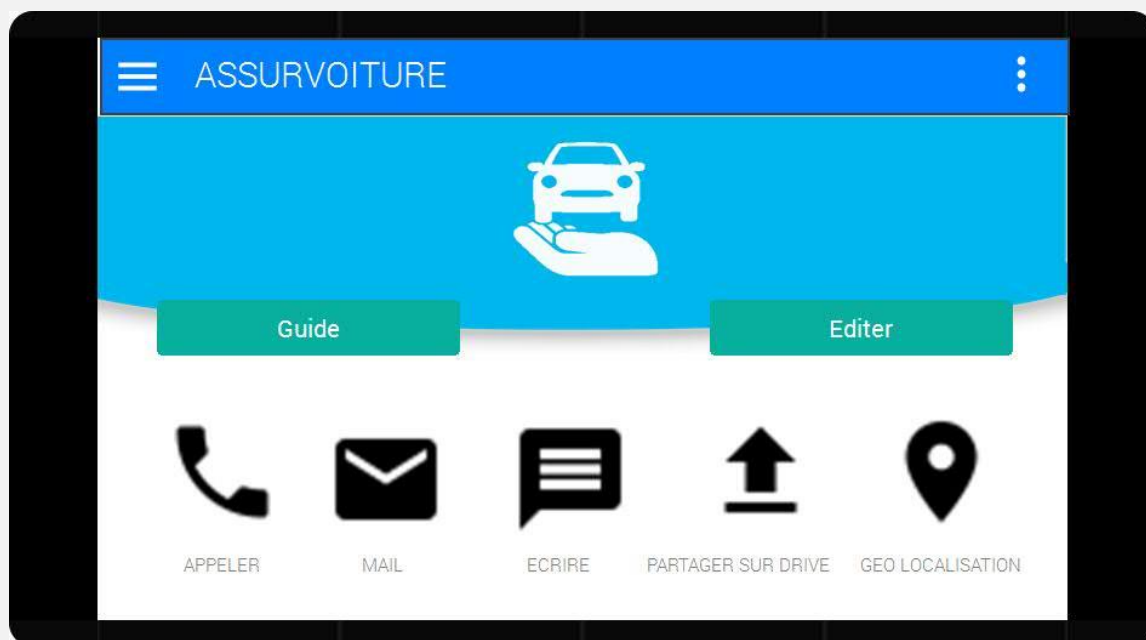 ASSURVOITURE
Guide
Editer
APPELER
MAIL
ECRIRE
PARTAGER SUR DRIVE
GEO LOCALISATION